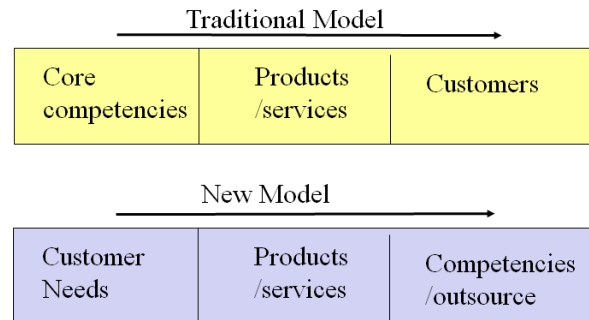 Traditional Model
Core
competencies
Products
/services
Customers
New Model
Customer
Needs
Products
/services
Competencies
/outsource